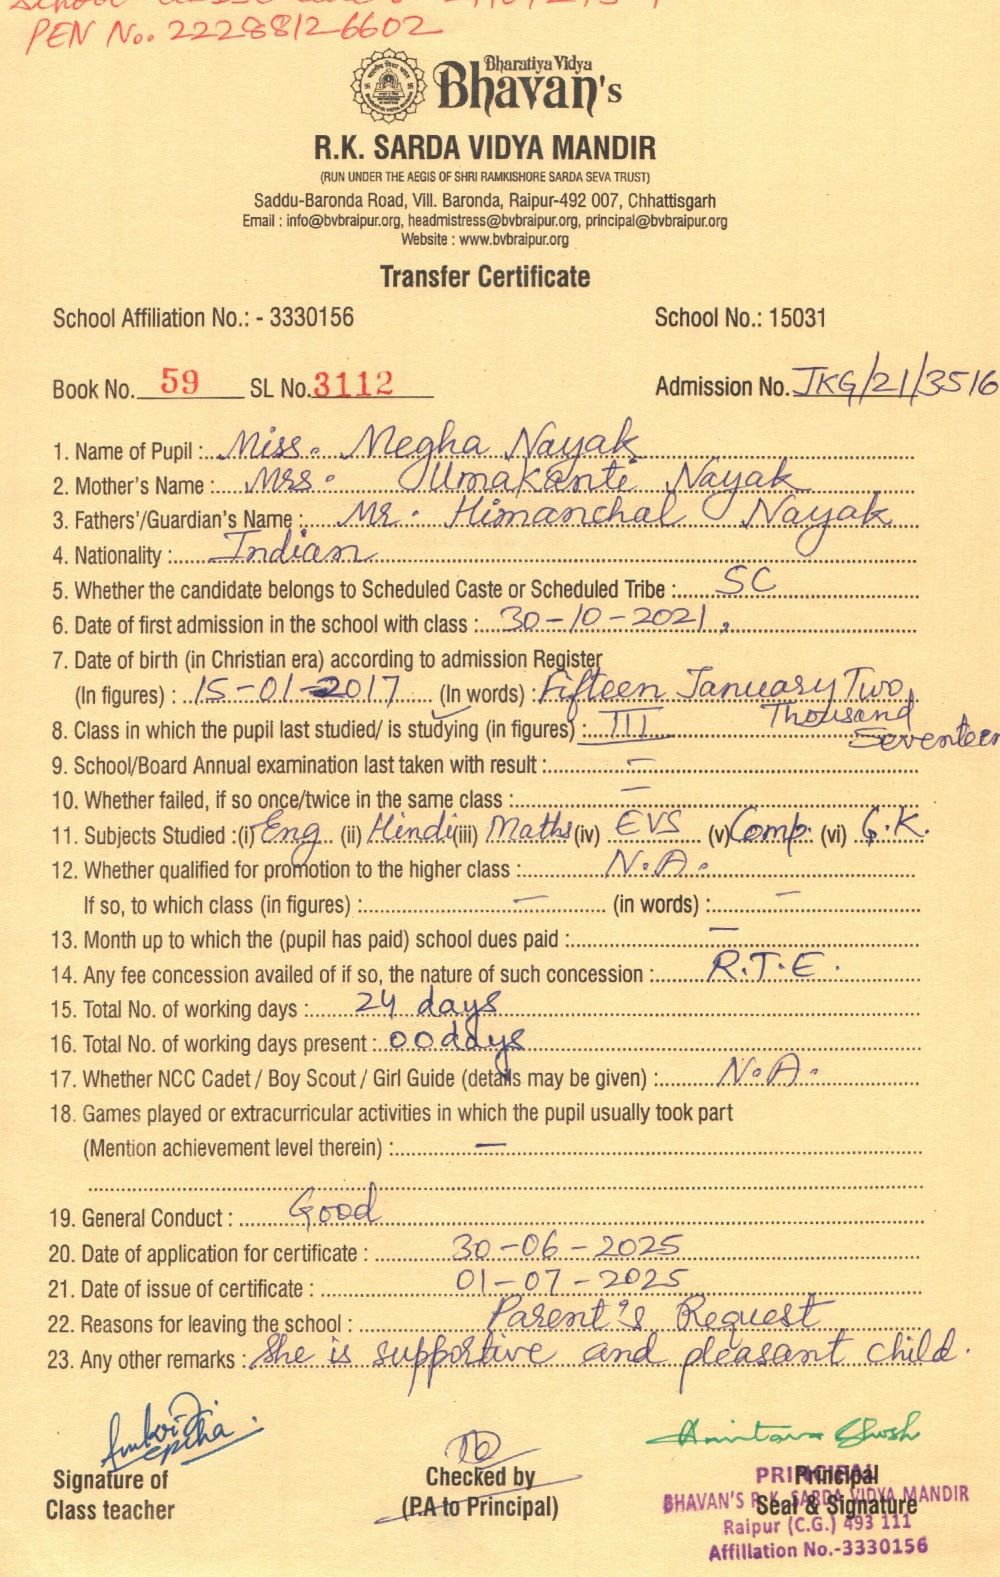 PEN No. 22288126602
Bharatiya Vidya
Bhavan's
R.K. SARDA VIDYA MANDIR
(RUN UNDER THE AEGIS OF SHRI RAMKISHORE SARDA SEVA TRUST)
Saddu-Baronda Road, Vill. Baronda, Raipur-492 007, Chhattisgarh
Email : info@bvbraipur.org, headmistress@bvbraipur.org, principal@bvbraipur.org
Website : www.bvbraipur.org
Transfer Certificate
School Affiliation No.: - 3330156 School No.: 15031
Book No. 59 SL No. 3112 Admission No. JKG/21/3516
1. Name of Pupil : Miss. Megha Nayak
2. Mother's Name : Mrs. Umakanti Nayak
3. Fathers'/Guardian's Name : Mr. Himanchal Nayak
4. Nationality : Indian
5. Whether the candidate belongs to Scheduled Caste or Scheduled Tribe : SC
6. Date of first admission in the school with class : 30-10-2021,
7. Date of birth (in Christian era) according to admission Register
(In figures) : 15-01-2017 (In words) : Fifteen January Two Thousand Seventeen
8. Class in which the pupil last studied/ is studying (in figures) : III
9. School/Board Annual examination last taken with result : —
10. Whether failed, if so once/twice in the same class : —
11. Subjects Studied :(i) Eng (ii) Hindi (iii) Maths (iv) EVS (v) Comp. (vi) G.K.
12. Whether qualified for promotion to the higher class : N.A.
If so, to which class (in figures) : — (in words) : —
13. Month up to which the (pupil has paid) school dues paid : —
14. Any fee concession availed of if so, the nature of such concession : R.T.E.
15. Total No. of working days : 24 days
16. Total No. of working days present : 00 days
17. Whether NCC Cadet / Boy Scout / Girl Guide (details may be given) : N.A.
18. Games played or extracurricular activities in which the pupil usually took part
(Mention achievement level therein) : —
19. General Conduct : Good
20. Date of application for certificate : 30-06-2025
21. Date of issue of certificate : 01-07-2025
22. Reasons for leaving the school : Parent's Request
23. Any other remarks : She is supportive and pleasant child.
Amitava Ghosh
Signature of Checked by Principal
Class teacher (P.A to Principal) Seal & Signature
PRINCIPAL
BHAVAN'S R.K. SARDA VIDYA MANDIR
Raipur (C.G.) 493 111
Affillation No.-3330156